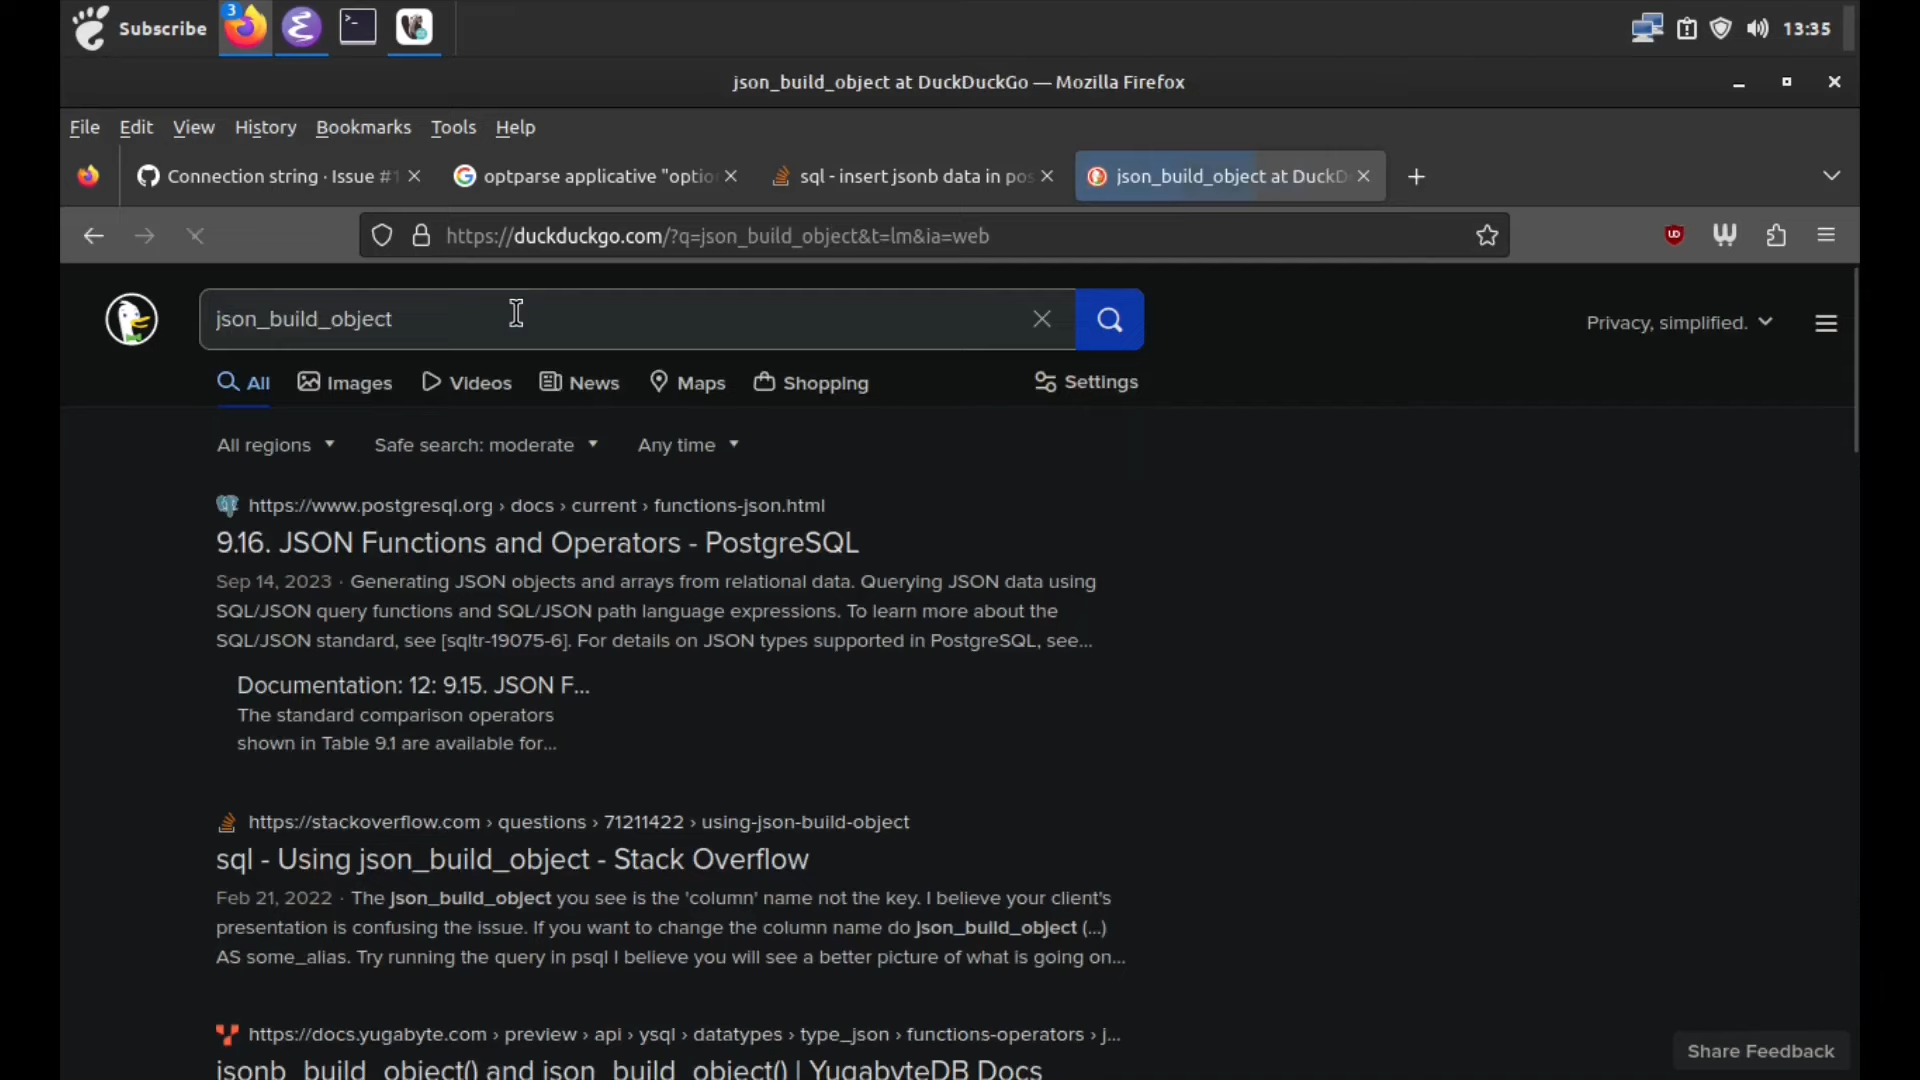 Subscribe
3
13:35
json_build_object at DuckDuckGo — Mozilla Firefox
File Edit View History Bookmarks Tools Help
Connection string · Issue #1
optparse applicative "optio
sql - insert jsonb data in pos
json_build_object at DuckD
https://duckduckgo.com/?q=json_build_object&t=lm&ia=web
json_build_object
Privacy, simplified.
All Images Videos News Maps Shopping Settings
All regions Safe search: moderate Any time
https://www.postgresql.org › docs › current › functions-json.html
9.16. JSON Functions and Operators - PostgreSQL
Sep 14, 2023 · Generating JSON objects and arrays from relational data. Querying JSON data using
SQL/JSON query functions and SQL/JSON path language expressions. To learn more about the
SQL/JSON standard, see [sqltr-19075-6]. For details on JSON types supported in PostgreSQL, see...
Documentation: 12: 9.15. JSON F...
The standard comparison operators
shown in Table 9.1 are available for...
https://stackoverflow.com › questions › 71211422 › using-json-build-object
sql - Using json_build_object - Stack Overflow
Feb 21, 2022 · The json_build_object you see is the 'column' name not the key. I believe your client's
presentation is confusing the issue. If you want to change the column name do json_build_object (...)
AS some_alias. Try running the query in psql I believe you will see a better picture of what is going on...
https://docs.yugabyte.com › preview › api › ysql › datatypes › type_json › functions-operators › j...
jsonb_build_object() and json_build_object() | YugabyteDB Docs
Share Feedback